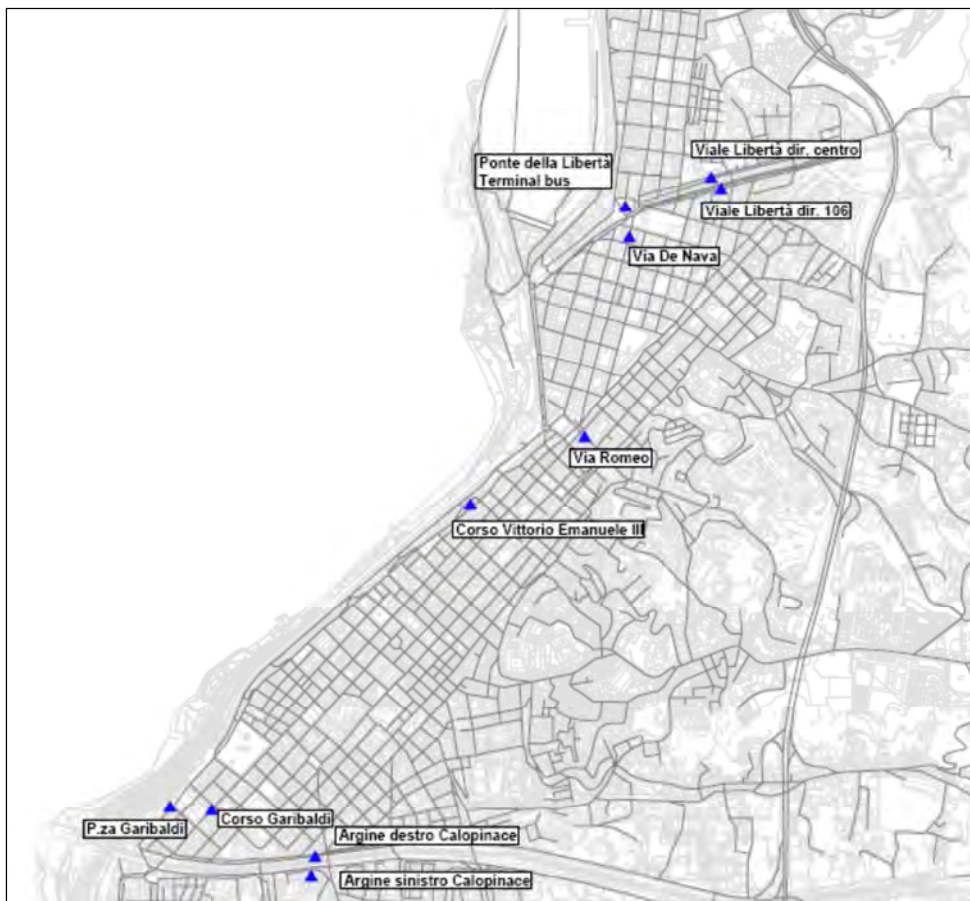 Viale Libertà dir. centro
Ponte della Libertà
Terminal bus
Viale Libertà dir. 106
Via De Nava
Via Romeo
Corso Vittorio Emanuele III
P.za Garibaldi
Corso Garibaldi
Argine destro Calopinace
Argine sinistro Calopinace